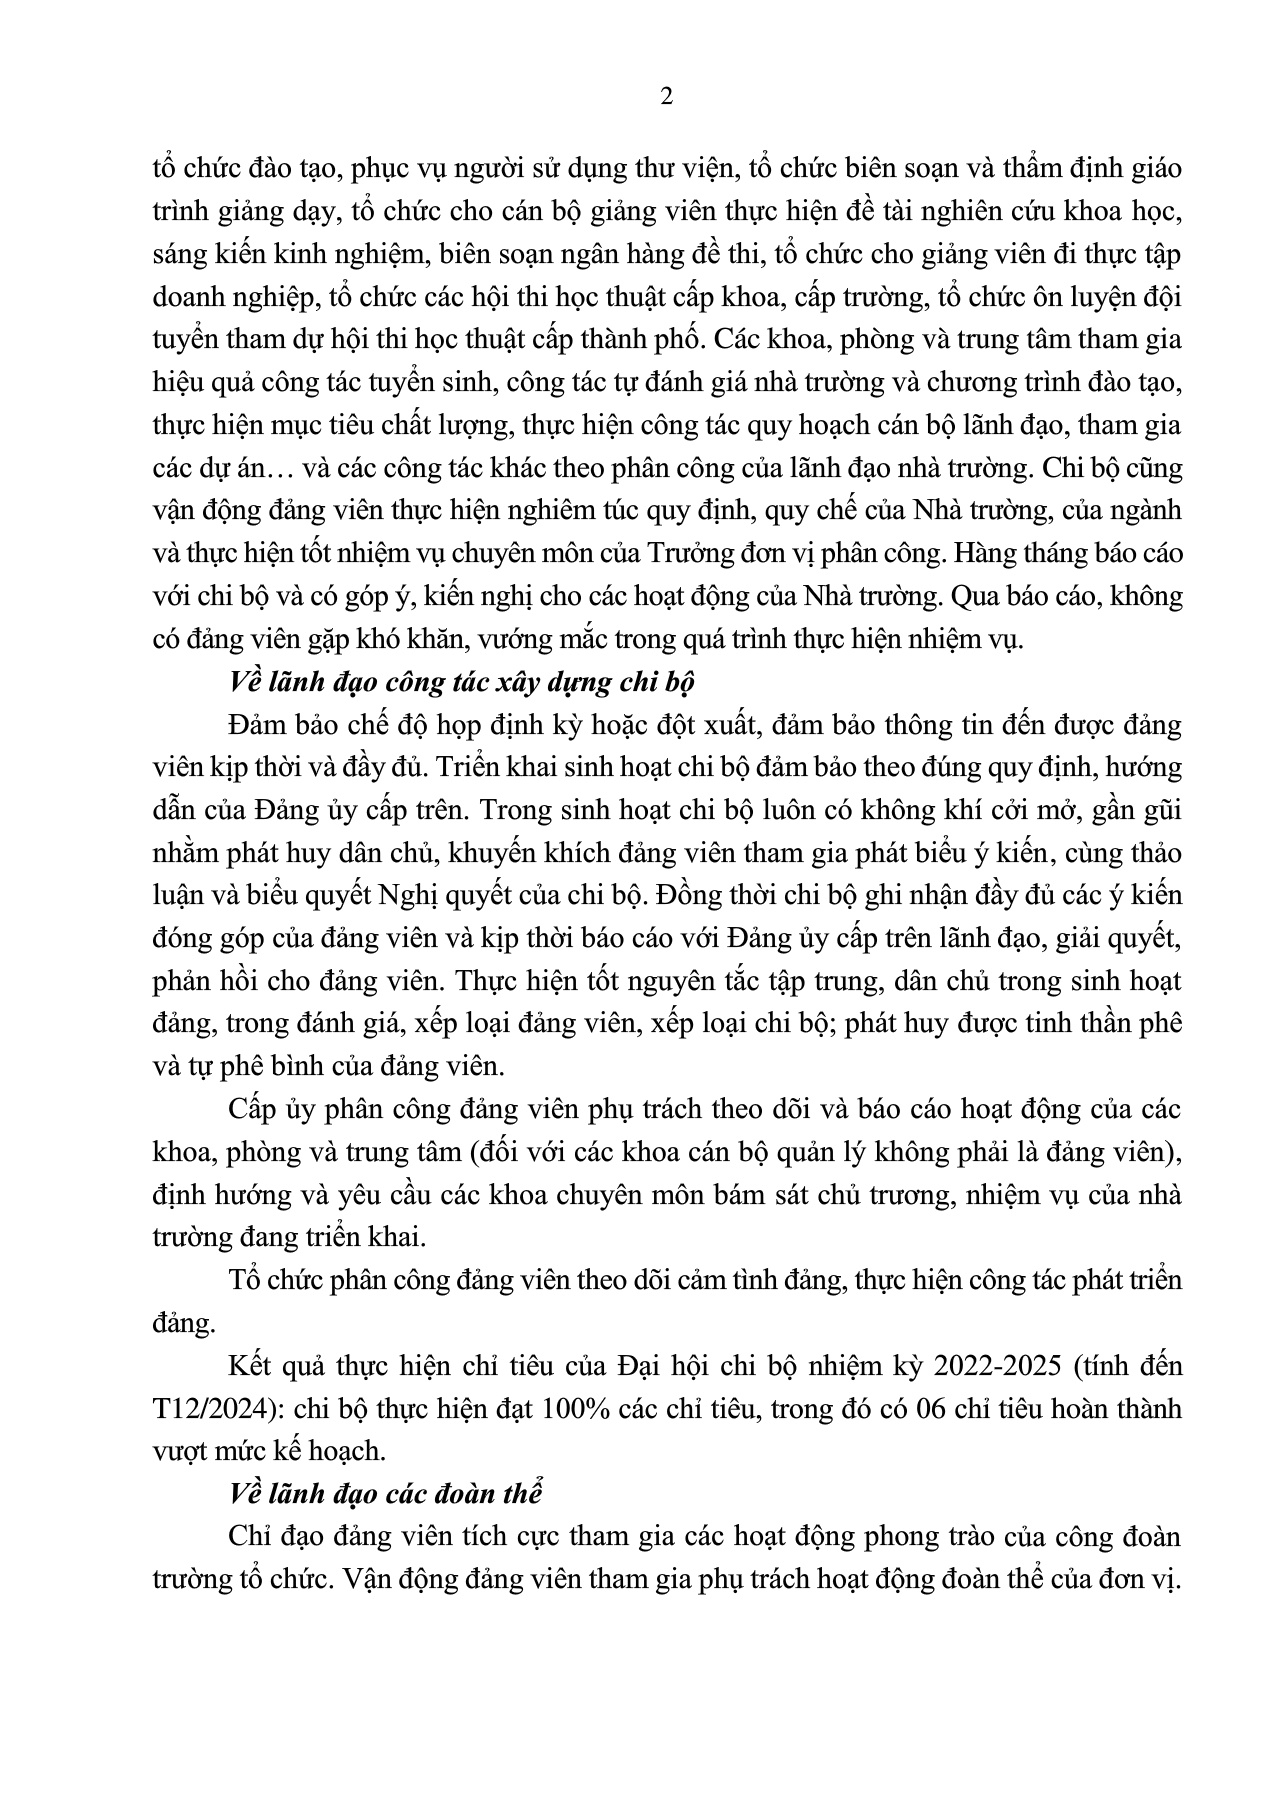 2
tổ chức đào tạo, phục vụ người sử dụng thư viện, tổ chức biên soạn và thẩm định giáo
trình giảng dạy, tổ chức cho cán bộ giảng viên thực hiện đề tài nghiên cứu khoa học,
sáng kiến kinh nghiệm, biên soạn ngân hàng đề thi, tổ chức cho giảng viên đi thực tập
doanh nghiệp, tổ chức các hội thi học thuật cấp khoa, cấp trường, tổ chức ôn luyện đội
tuyển tham dự hội thi học thuật cấp thành phố. Các khoa, phòng và trung tâm tham gia
hiệu quả công tác tuyển sinh, công tác tự đánh giá nhà trường và chương trình đào tạo,
thực hiện mục tiêu chất lượng, thực hiện công tác quy hoạch cán bộ lãnh đạo, tham gia
các dự án… và các công tác khác theo phân công của lãnh đạo nhà trường. Chi bộ cũng
vận động đảng viên thực hiện nghiêm túc quy định, quy chế của Nhà trường, của ngành
và thực hiện tốt nhiệm vụ chuyên môn của Trưởng đơn vị phân công. Hàng tháng báo cáo
với chi bộ và có góp ý, kiến nghị cho các hoạt động của Nhà trường. Qua báo cáo, không
có đảng viên gặp khó khăn, vướng mắc trong quá trình thực hiện nhiệm vụ.
Về lãnh đạo công tác xây dựng chi bộ
Đảm bảo chế độ họp định kỳ hoặc đột xuất, đảm bảo thông tin đến được đảng
viên kịp thời và đầy đủ. Triển khai sinh hoạt chi bộ đảm bảo theo đúng quy định, hướng
dẫn của Đảng ủy cấp trên. Trong sinh hoạt chi bộ luôn có không khí cởi mở, gần gũi
nhằm phát huy dân chủ, khuyến khích đảng viên tham gia phát biểu ý kiến, cùng thảo
luận và biểu quyết Nghị quyết của chi bộ. Đồng thời chi bộ ghi nhận đầy đủ các ý kiến
đóng góp của đảng viên và kịp thời báo cáo với Đảng ủy cấp trên lãnh đạo, giải quyết,
phản hồi cho đảng viên. Thực hiện tốt nguyên tắc tập trung, dân chủ trong sinh hoạt
đảng, trong đánh giá, xếp loại đảng viên, xếp loại chi bộ; phát huy được tinh thần phê
và tự phê bình của đảng viên.
Cấp ủy phân công đảng viên phụ trách theo dõi và báo cáo hoạt động của các
khoa, phòng và trung tâm (đối với các khoa cán bộ quản lý không phải là đảng viên),
định hướng và yêu cầu các khoa chuyên môn bám sát chủ trương, nhiệm vụ của nhà
trường đang triển khai.
Tổ chức phân công đảng viên theo dõi cảm tình đảng, thực hiện công tác phát triển
đảng.
Kết quả thực hiện chỉ tiêu của Đại hội chi bộ nhiệm kỳ 2022-2025 (tính đến
T12/2024): chi bộ thực hiện đạt 100% các chỉ tiêu, trong đó có 06 chỉ tiêu hoàn thành
vượt mức kế hoạch.
Về lãnh đạo các đoàn thể
Chỉ đạo đảng viên tích cực tham gia các hoạt động phong trào của công đoàn
trường tổ chức. Vận động đảng viên tham gia phụ trách hoạt động đoàn thể của đơn vị.